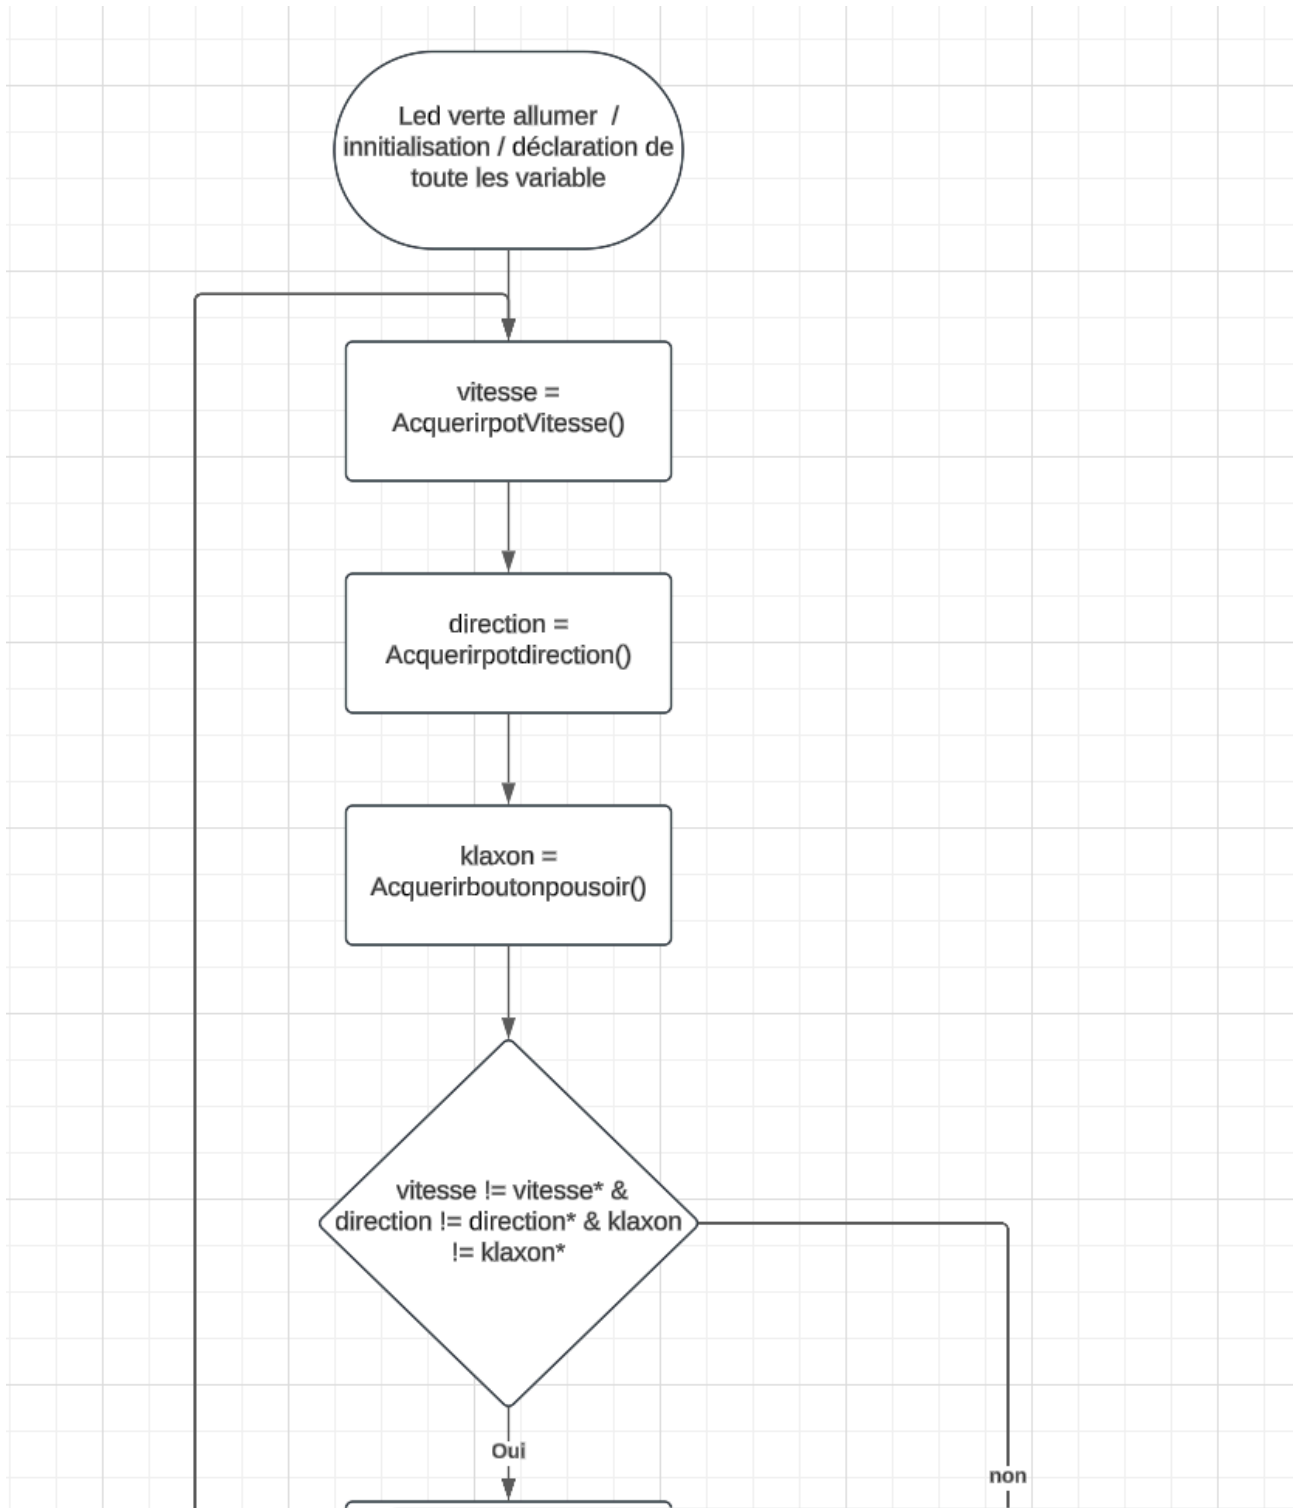 Led verte allumer /
innitialisation / déclaration de
toute les variable
vitesse =
AcquerirpotVitesse()
direction =
Acquerirpotdirection()
klaxon =
Acquerirboutonpousoir()
vitesse != vitesse* &
direction != direction* & klaxon
!= klaxon*
Oui
non